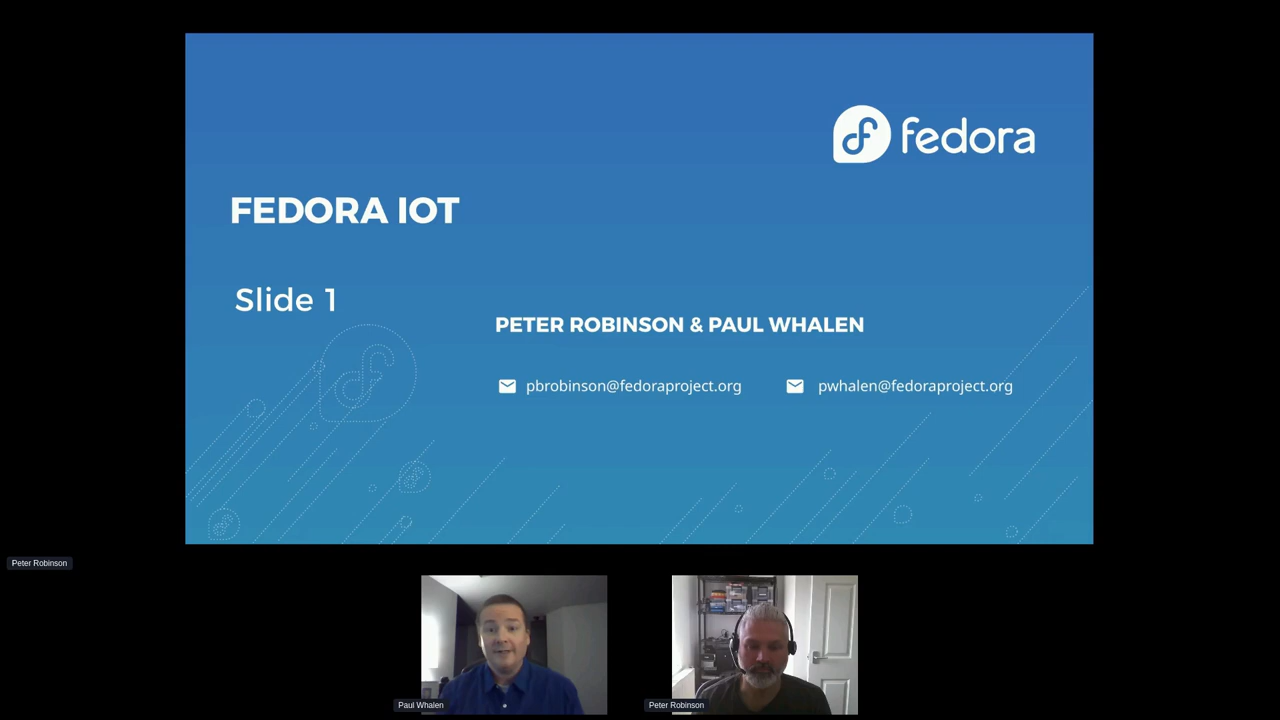 fedora
FEDORA IOT
Slide 1
PETER ROBINSON & PAUL WHALEN
pbrobinson@fedoraproject.org pwhalen@fedoraproject.org
Peter Robinson
Paul Whalen
Peter Robinson